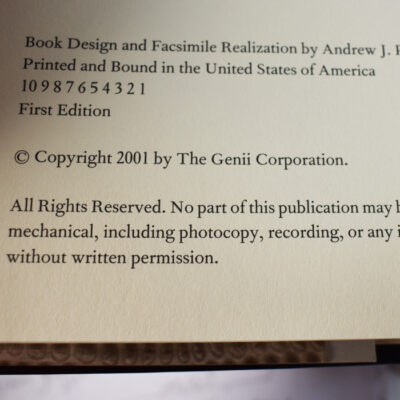 Book Design and Facsimile Realization by Andrew J.
Printed and Bound in the United States of America
10 9 8 7 6 5 4 3 2 1
First Edition
© Copyright 2001 by The Genii Corporation.
All Rights Reserved. No part of this publication may
mechanical, including photocopy, recording, or any
without written permission.